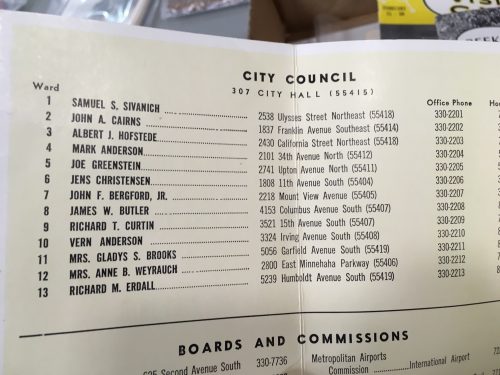 CITY COUNCIL
307 CITY HALL (55415)
Ward Office Phone
1 SAMUEL S. SIVANICH 2538 Ulysses Street Northeast (55418) 330-2201
2 JOHN A. CAIRNS 1837 Franklin Avenue Southeast (55414) 330-2202
3 ALBERT J. HOFSTEDE 2430 California Street Northeast (55418) 330-2203
4 MARK ANDERSON 2101 34th Avenue North (55412) 330-2204
5 JOE GREENSTEIN 2741 Upton Avenue North (55411) 330-2205
6 JENS CHRISTENSEN 1808 11th Avenue South (55404) 330-2206
7 JOHN F. BERGFORD, JR. 2218 Mount View Avenue (55405) 330-2207
8 JAMES W. BUTLER 4153 Columbus Avenue South (55407) 330-2208
9 RICHARD T. CURTIN 3521 15th Avenue South (55407) 330-2209
10 VERN ANDERSON 3324 Irving Avenue South (55408) 330-2210
11 MRS. GLADYS S. BROOKS 5056 Garfield Avenue South (55419) 330-2211
12 MRS. ANNE B. WEYRAUCH 2800 East Minnehaha Parkway (55406) 330-2212
13 RICHARD M. ERDALL 5239 Humboldt Avenue South (55419) 330-2213
BOARDS AND COMMISSIONS
625 Second Avenue South 330-7736 Metropolitan Airports
Commission International Airport